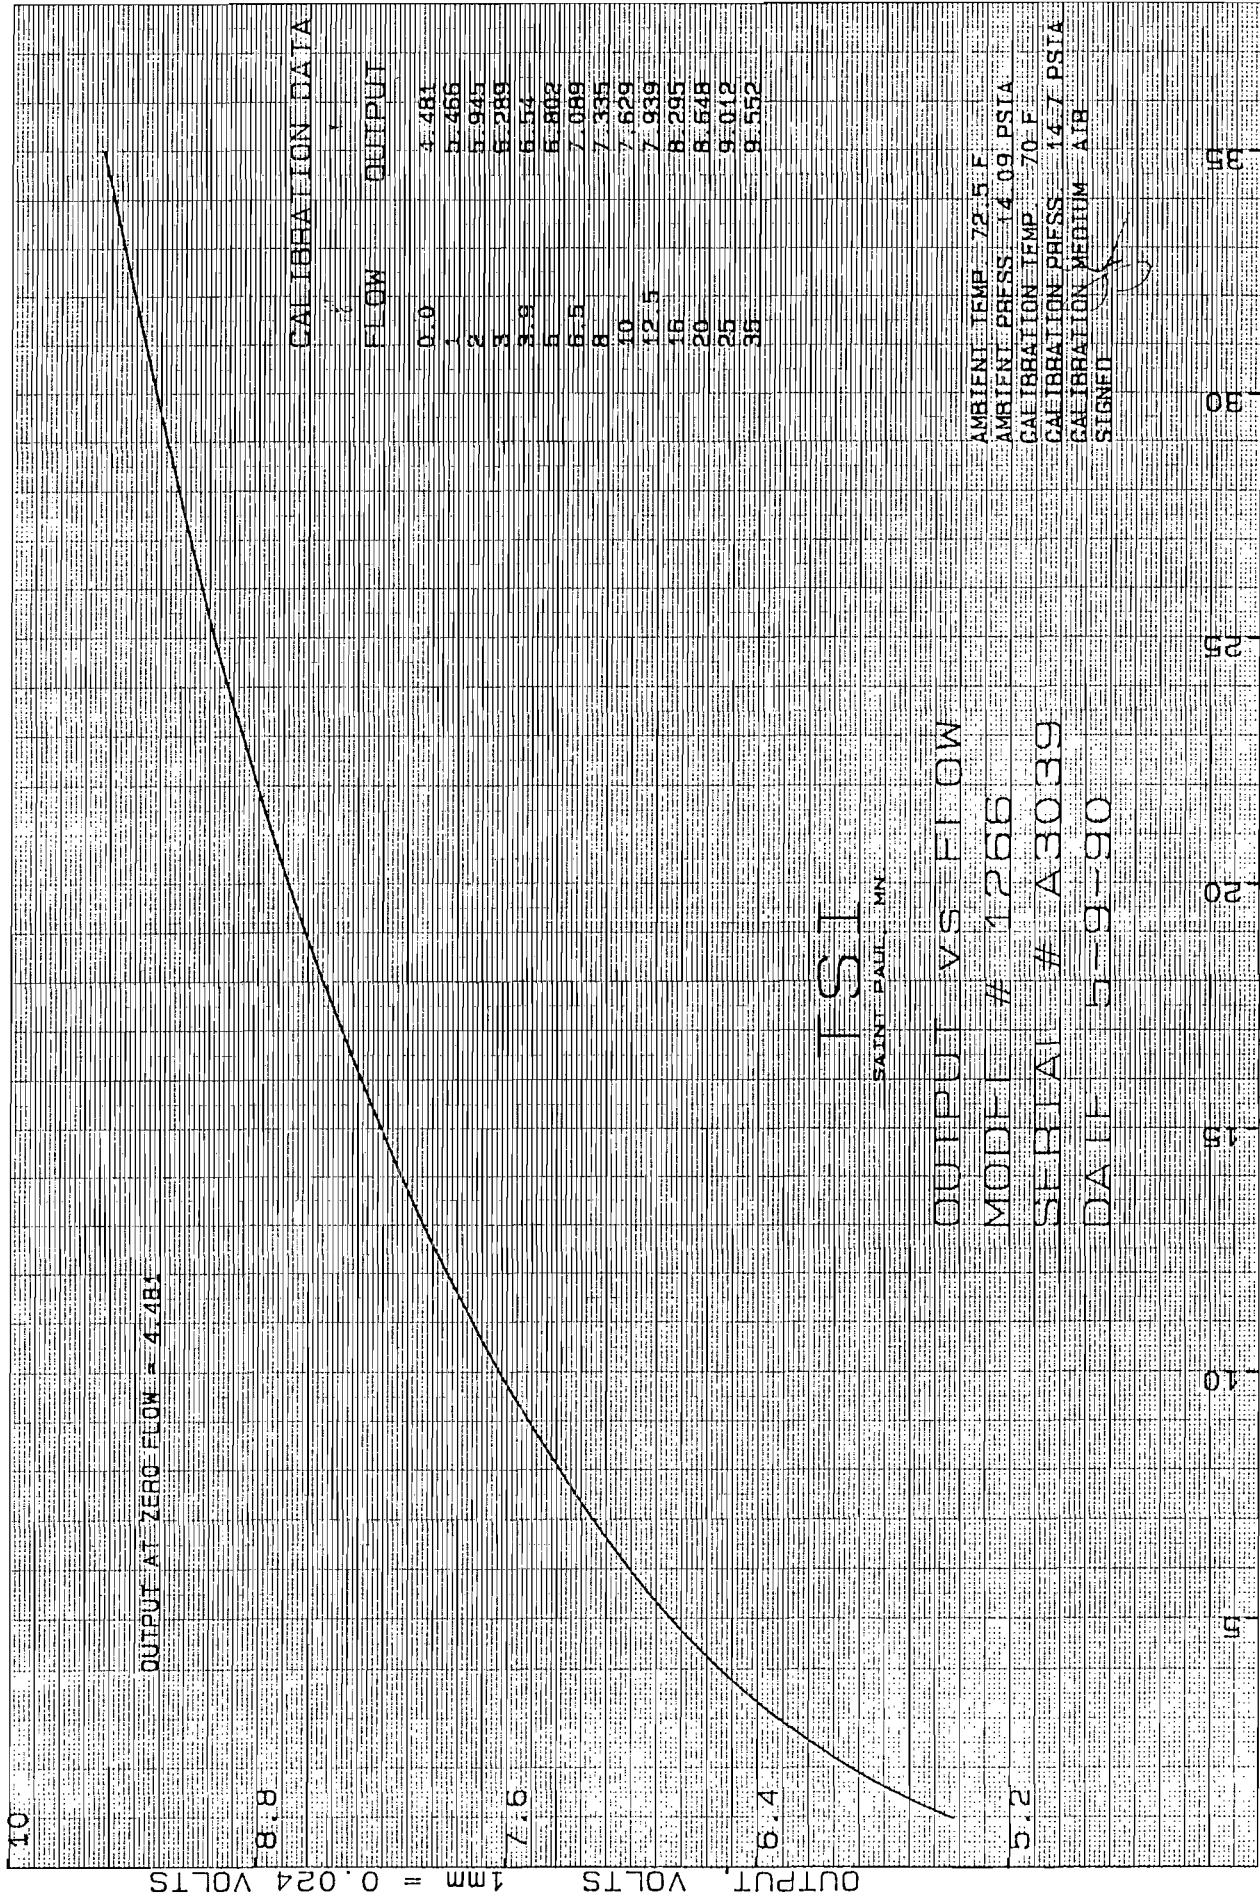 OUTPUT AT ZERO FLOW = 4.481
CALIBRATION DATA
FLOW OUTPUT
0.0 4.481
1 5.466
2 5.945
3 6.289
3.9 6.54
5 6.802
6.5 7.089
8 7.335
10 7.629
12.5 7.939
16 8.295
20 8.648
25 9.012
35 9.552
TSI
SAINT PAUL, MN
OUTPUT VS FLOW
MODEL # 1266
SERIAL # A3039
DATE 5-9-90
AMBIENT TEMP 72.5 F
AMBIENT PRESS 14.09 PSIA
CALIBRATION TEMP. 70 F
CALIBRATION PRESS. 14.7 PSIA
CALIBRATION MEDIUM AIR
SIGNED
OUTPUT, VOLTS 1mm = 0.024 VOLTS
10
8.8
7.6
6.4
5.2
5
10
15
20
25
30
35